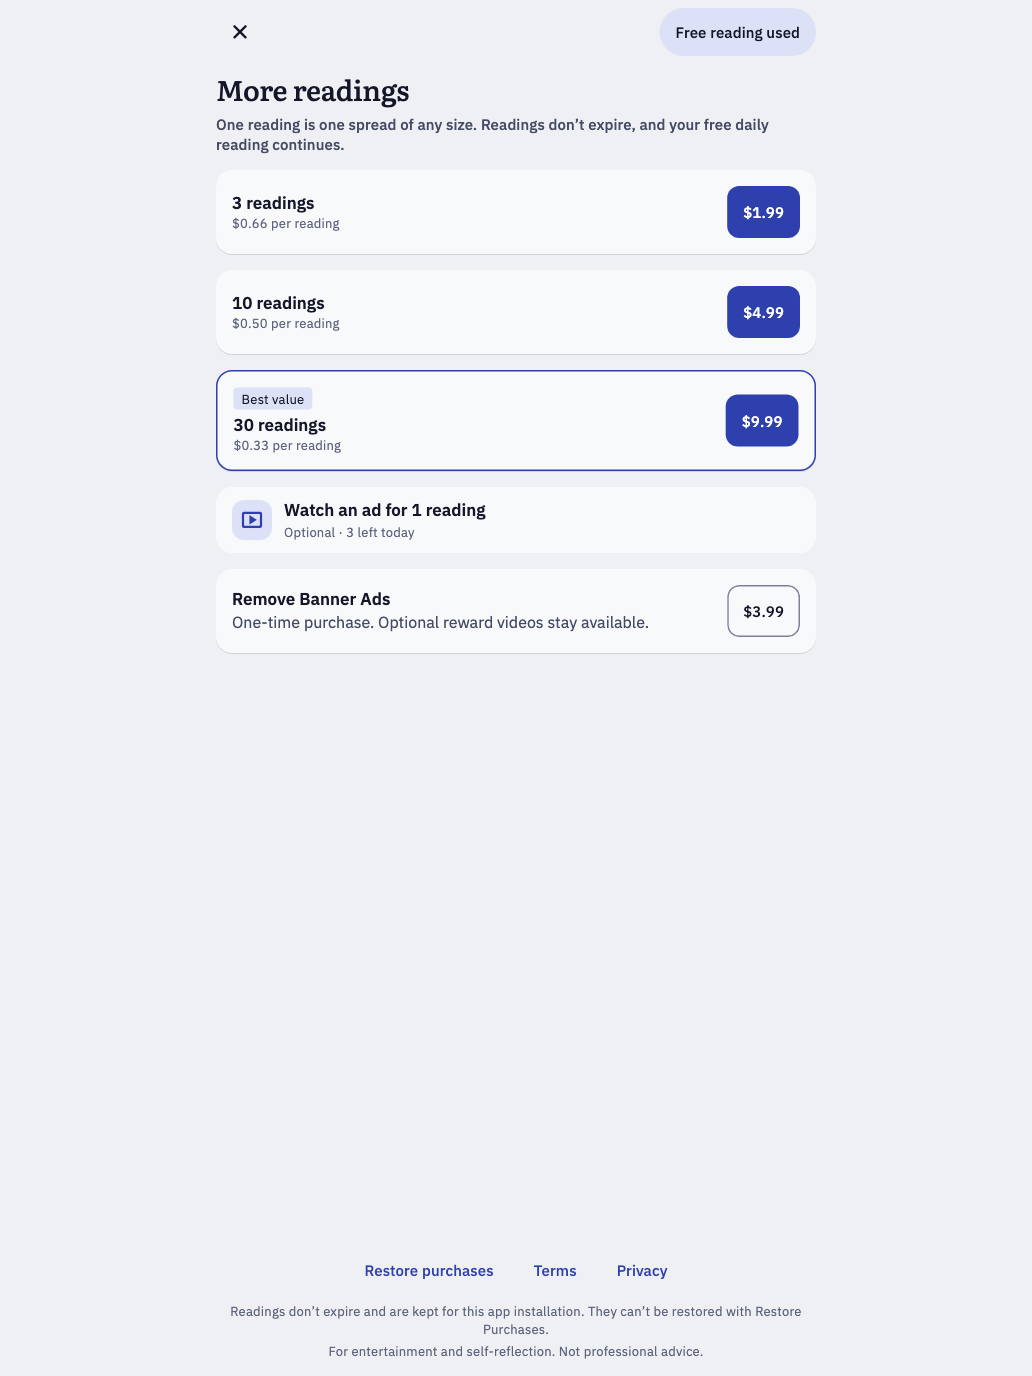 Free reading used
More readings
One reading is one spread of any size. Readings don’t expire, and your free daily
reading continues.
3 readings
$0.66 per reading
$1.99
10 readings
$0.50 per reading
$4.99
Best value
30 readings
$0.33 per reading
$9.99
Watch an ad for 1 reading
Optional · 3 left today
Remove Banner Ads
One-time purchase. Optional reward videos stay available.
$3.99
Restore purchases
Terms
Privacy
Readings don’t expire and are kept for this app installation. They can’t be restored with Restore
Purchases.
For entertainment and self-reflection. Not professional advice.